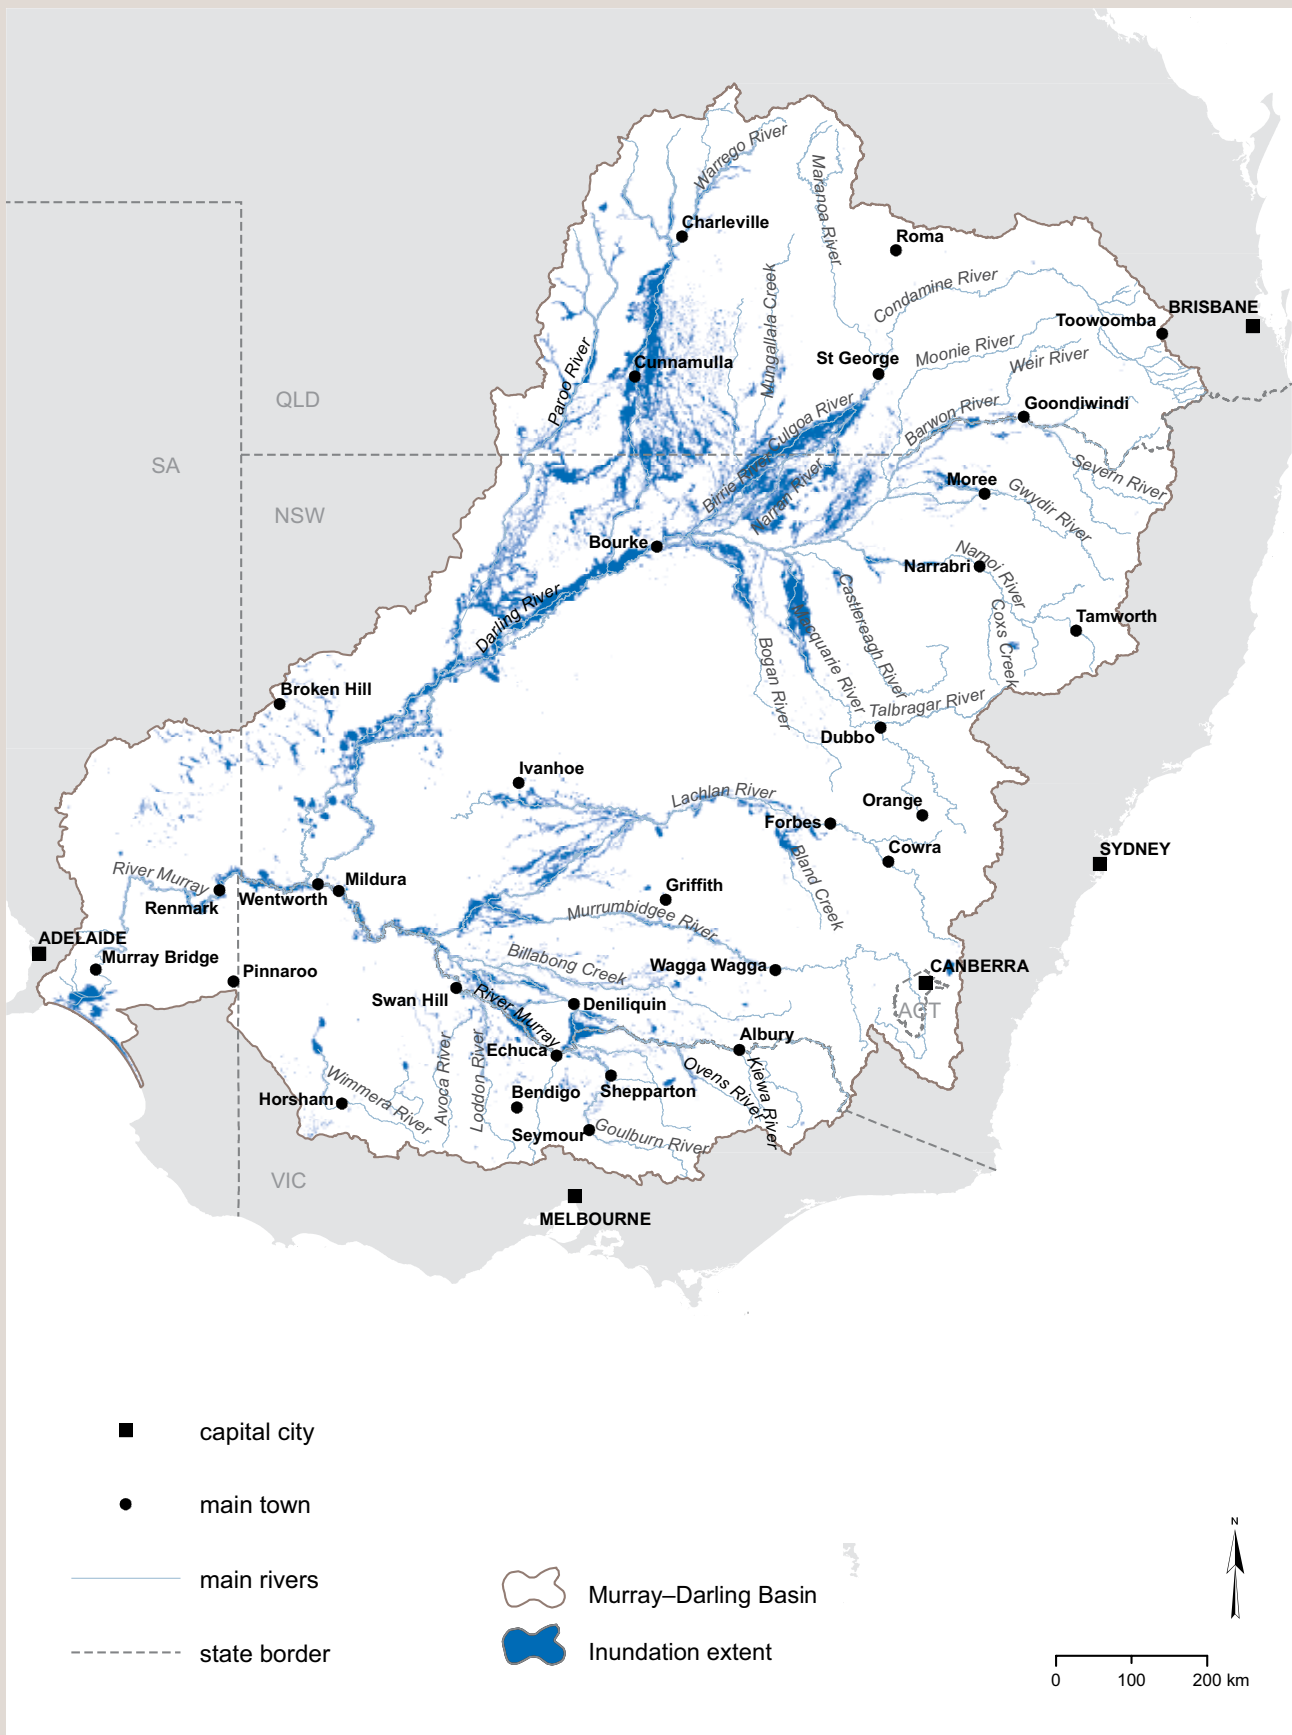 Warrego River
Maranoa River
Charleville
Roma
Mungallala Creek
Condamine River
BRISBANE
Toowoomba
Paroo River
Cunnamulla
St George
Moonie River
Weir River
QLD
Culgoa River
Barwon River
Goondiwindi
SA
Birrie River
Narran River
Moree
Severn River
Gwydir River
NSW
Bourke
Narrabri
Namoi River
Darling River
Castlereagh River
Macquarie River
Coxs Creek
Tamworth
Bogan River
Broken Hill
Talbragar River
Dubbo
Ivanhoe
Lachlan River
Orange
Forbes
Cowra
SYDNEY
Bland Creek
River Murray
Mildura
Griffith
Wentworth
Renmark
Murrumbidgee River
ADELAIDE
Murray Bridge
Pinnaroo
Billabong Creek
Wagga Wagga
CANBERRA
Swan Hill
River Murray
Deniliquin
ACT
Albury
Echuca
Avoca River
Loddon River
Ovens River
Kiewa River
Wimmera River
Horsham
Bendigo
Shepparton
Seymour
Goulburn River
VIC
MELBOURNE
capital city
main town
main rivers
state border
Murray–Darling Basin
Inundation extent
N
0 100 200 km